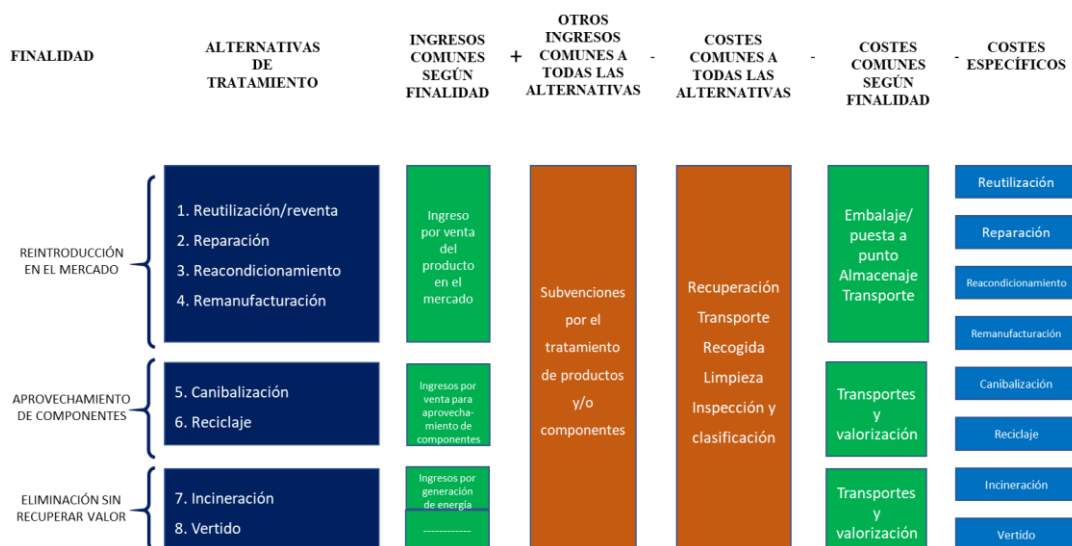 FINALIDAD
ALTERNATIVAS
DE
TRATAMIENTO
INGRESOS
COMUNES
SEGÚN
FINALIDAD
+
OTROS
INGRESOS
COMUNES A
TODAS LAS
ALTERNATIVAS
-
COSTES
COMUNES A
TODAS LAS
ALTERNATIVAS
-
COSTES
COMUNES
SEGÚN
FINALIDAD
-
COSTES
ESPECÍFICOS
REINTRODUCCIÓN
EN EL MERCADO
1. Reutilización/reventa
2. Reparación
3. Reacondicionamiento
4. Remanufacturación
Ingreso
por venta
del
producto
en el
mercado
Subvenciones
por el
tratamiento
de productos
y/o
componentes
Recuperación
Transporte
Recogida
Limpieza
Inspección y
clasificación
Embalaje/
puesta a
punto
Almacenaje
Transporte
Reutilización
Reparación
Reacondicionamiento
Remanufacturación
APROVECHAMIENTO
DE COMPONENTES
5. Canibalización
6. Reciclaje
Ingresos por
venta para
aprovecha-
miento de
componentes
Transportes
y
valorización
Canibalización
Reciclaje
ELIMINACIÓN SIN
RECUPERAR VALOR
7. Incineración
8. Vertido
Ingresos por
generación
de energía
------------
Transportes
y
valorización
Incineración
Vertido